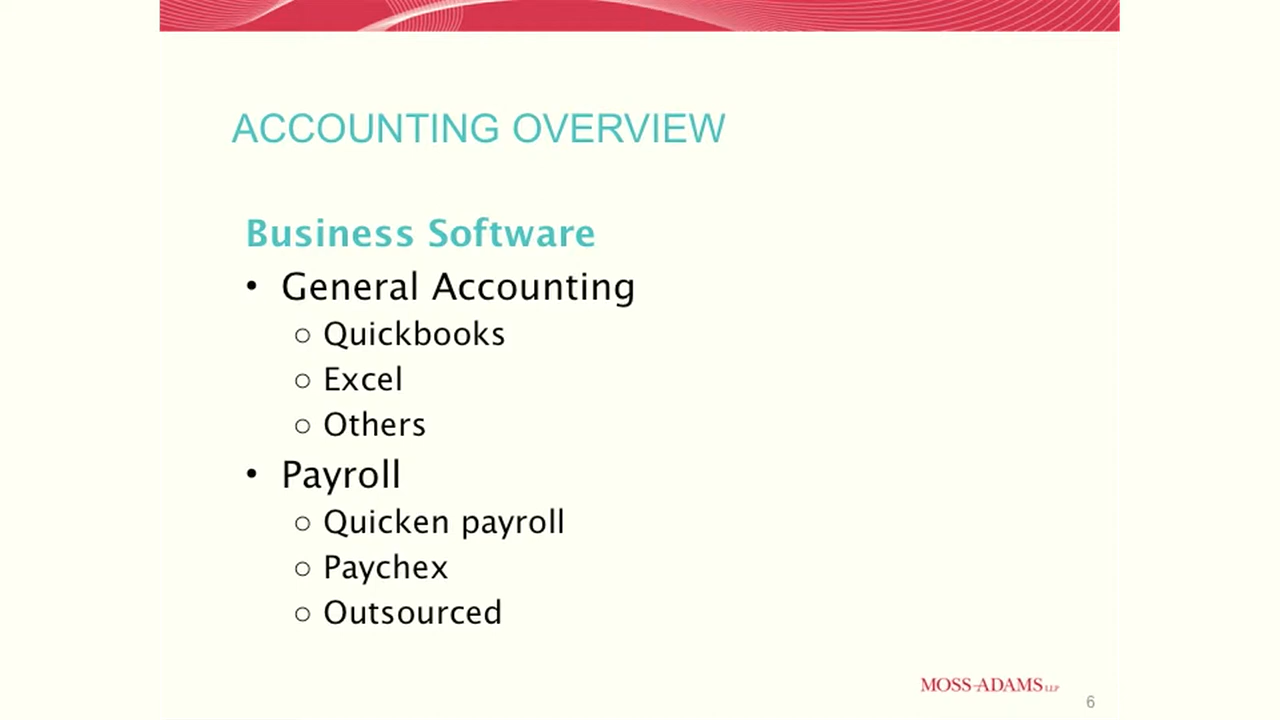 ACCOUNTING OVERVIEW
Business Software
• General Accounting
○ Quickbooks
○ Excel
○ Others
• Payroll
○ Quicken payroll
○ Paychex
○ Outsourced
MOSS-ADAMS LLP
6